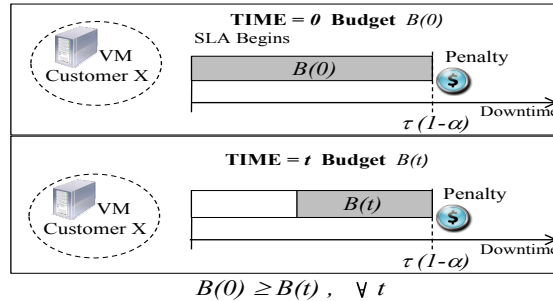 TIME = 0 Budget B(0)
SLA Begins
VM
Customer X
B(0)
Penalty
$
Downtime
τ(1-α)
TIME = t Budget B(t)
VM
Customer X
B(t)
Penalty
$
Downtime
τ(1-α)
B(0) ≥ B(t) , ∀ t